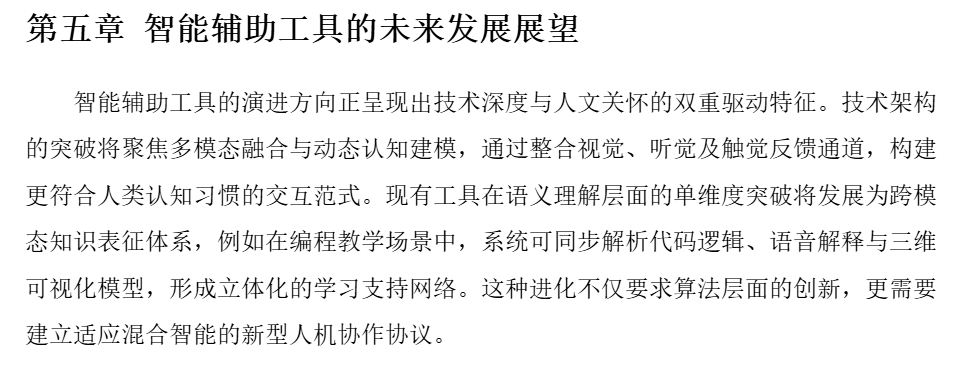 第五章 智能辅助工具的未来发展展望
智能辅助工具的演进方向正呈现出技术深度与人文关怀的双重驱动特征。技术架构
的突破将聚焦多模态融合与动态认知建模，通过整合视觉、听觉及触觉反馈通道，构建
更符合人类认知习惯的交互范式。现有工具在语义理解层面的单维度突破将发展为跨模
态知识表征体系，例如在编程教学场景中，系统可同步解析代码逻辑、语音解释与三维
可视化模型，形成立体化的学习支持网络。这种进化不仅要求算法层面的创新，更需要
建立适应混合智能的新型人机协作协议。